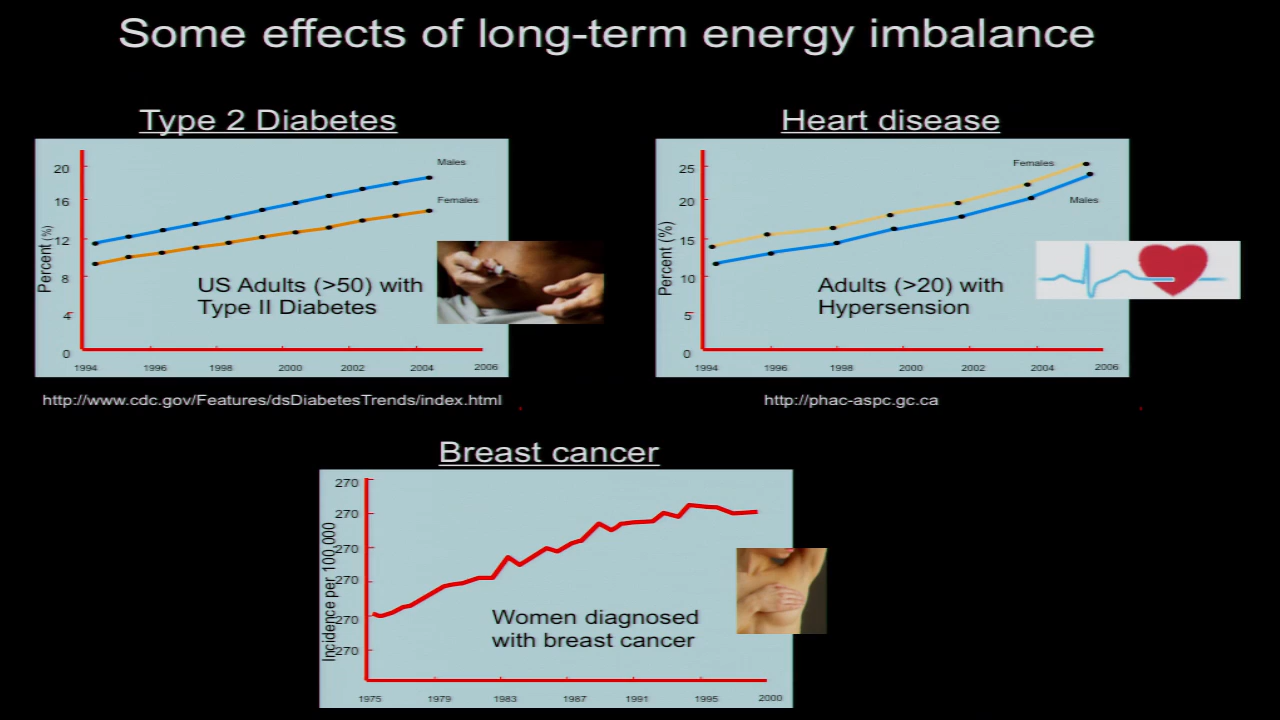 Some effects of long-term energy imbalance
Type 2 Diabetes
20
16
12
8
4
0
Percent (%)
Males
Females
US Adults (>50) with
Type II Diabetes
1994 1996 1998 2000 2002 2004 2006
http://www.cdc.gov/Features/dsDiabetesTrends/index.html
Heart disease
25
20
15
10
5
0
Percent (%)
Females
Males
Adults (>20) with
Hypersension
1994 1996 1998 2000 2002 2004 2006
http://phac-aspc.gc.ca
Breast cancer
270
270
270
270
270
270
Incidence per 100,000
Women diagnosed
with breast cancer
1975 1979 1983 1987 1991 1995 2000